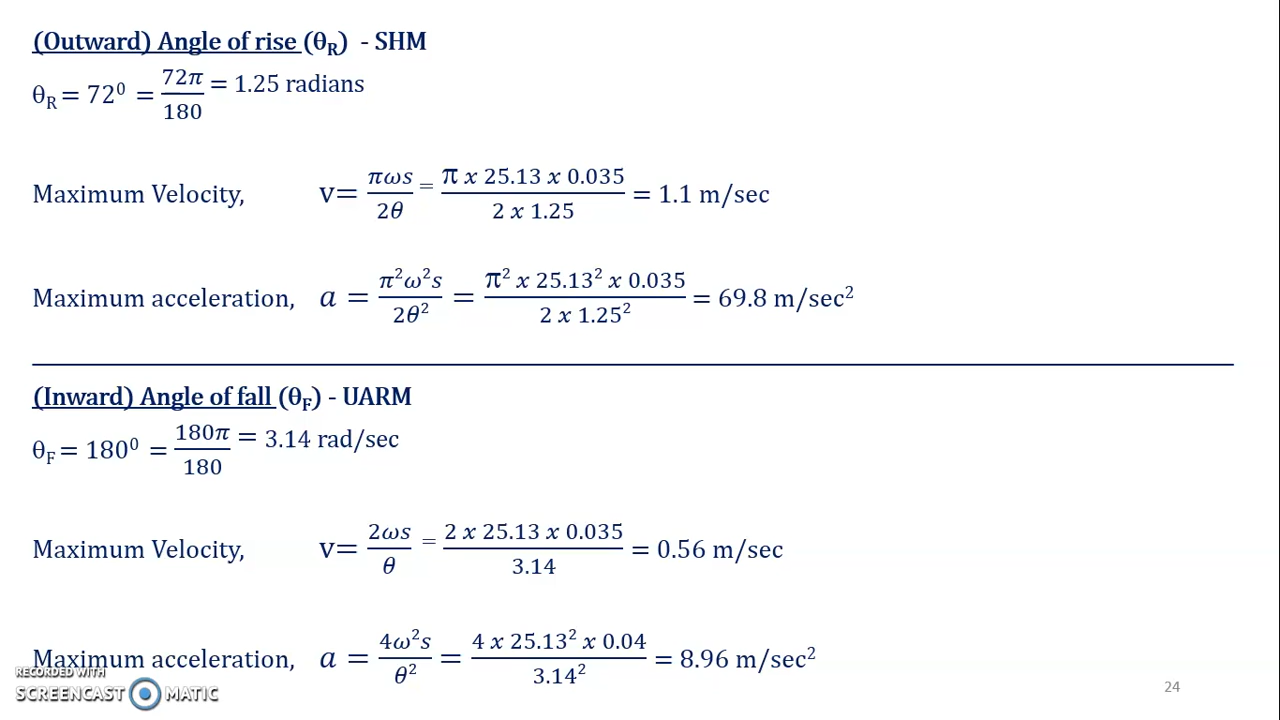 (Outward) Angle of rise (θR) - SHM
θR = 72⁰ = 72π/180 = 1.25 radians
Maximum Velocity, v= πωs/2θ = π x 25.13 x 0.035/2 x 1.25 = 1.1 m/sec
Maximum acceleration, a = π²ω²s/2θ² = π² x 25.13² x 0.035/2 x 1.25² = 69.8 m/sec²
(Inward) Angle of fall (θF) - UARM
θF = 180⁰ = 180π/180 = 3.14 rad/sec
Maximum Velocity, v= 2ωs/θ = 2 x 25.13 x 0.035/3.14 = 0.56 m/sec
Maximum acceleration, a = 4ω²s/θ² = 4 x 25.13² x 0.04/3.14² = 8.96 m/sec²
RECORDED WITH
SCREENCAST MATIC
24